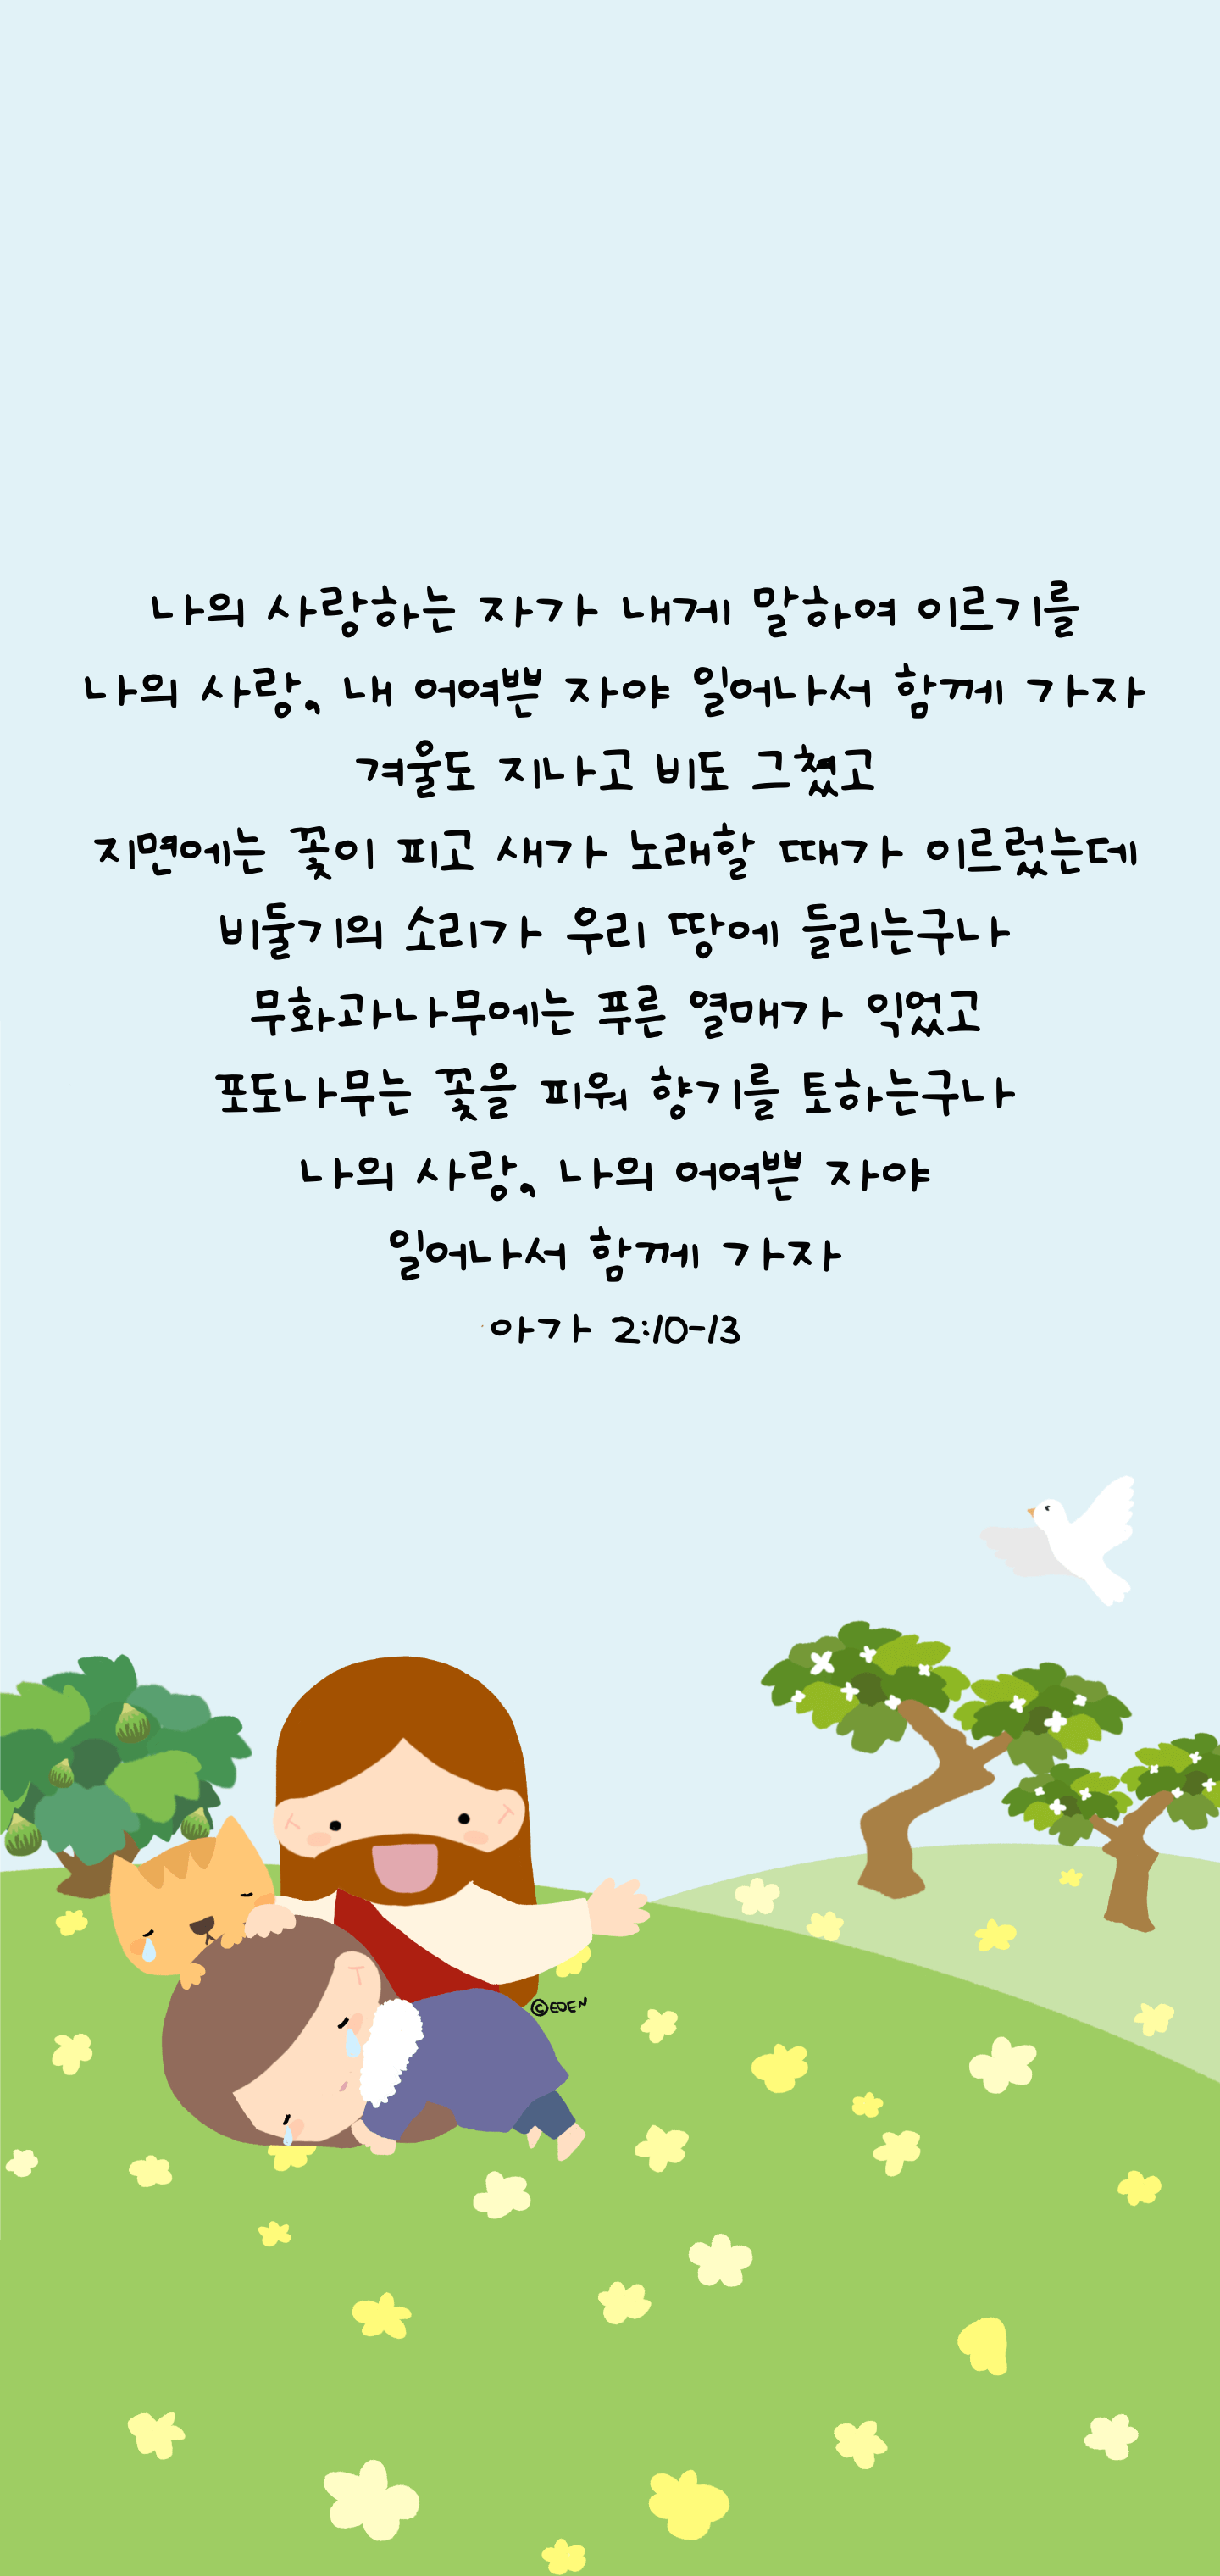 나의 사랑하는 자가 내게 말하여 이르기를
나의 사랑, 내 어여쁜 자야 일어나서 함께 가자
겨울도 지나고 비도 그쳤고
지면에는 꽃이 피고 새가 노래할 때가 이르렀는데
비둘기의 소리가 우리 땅에 들리는구나
무화과나무에는 푸른 열매가 익었고
포도나무는 꽃을 피워 향기를 토하는구나
나의 사랑, 나의 어여쁜 자야
일어나서 함께 가자
아가 2:10-13
©EDEN